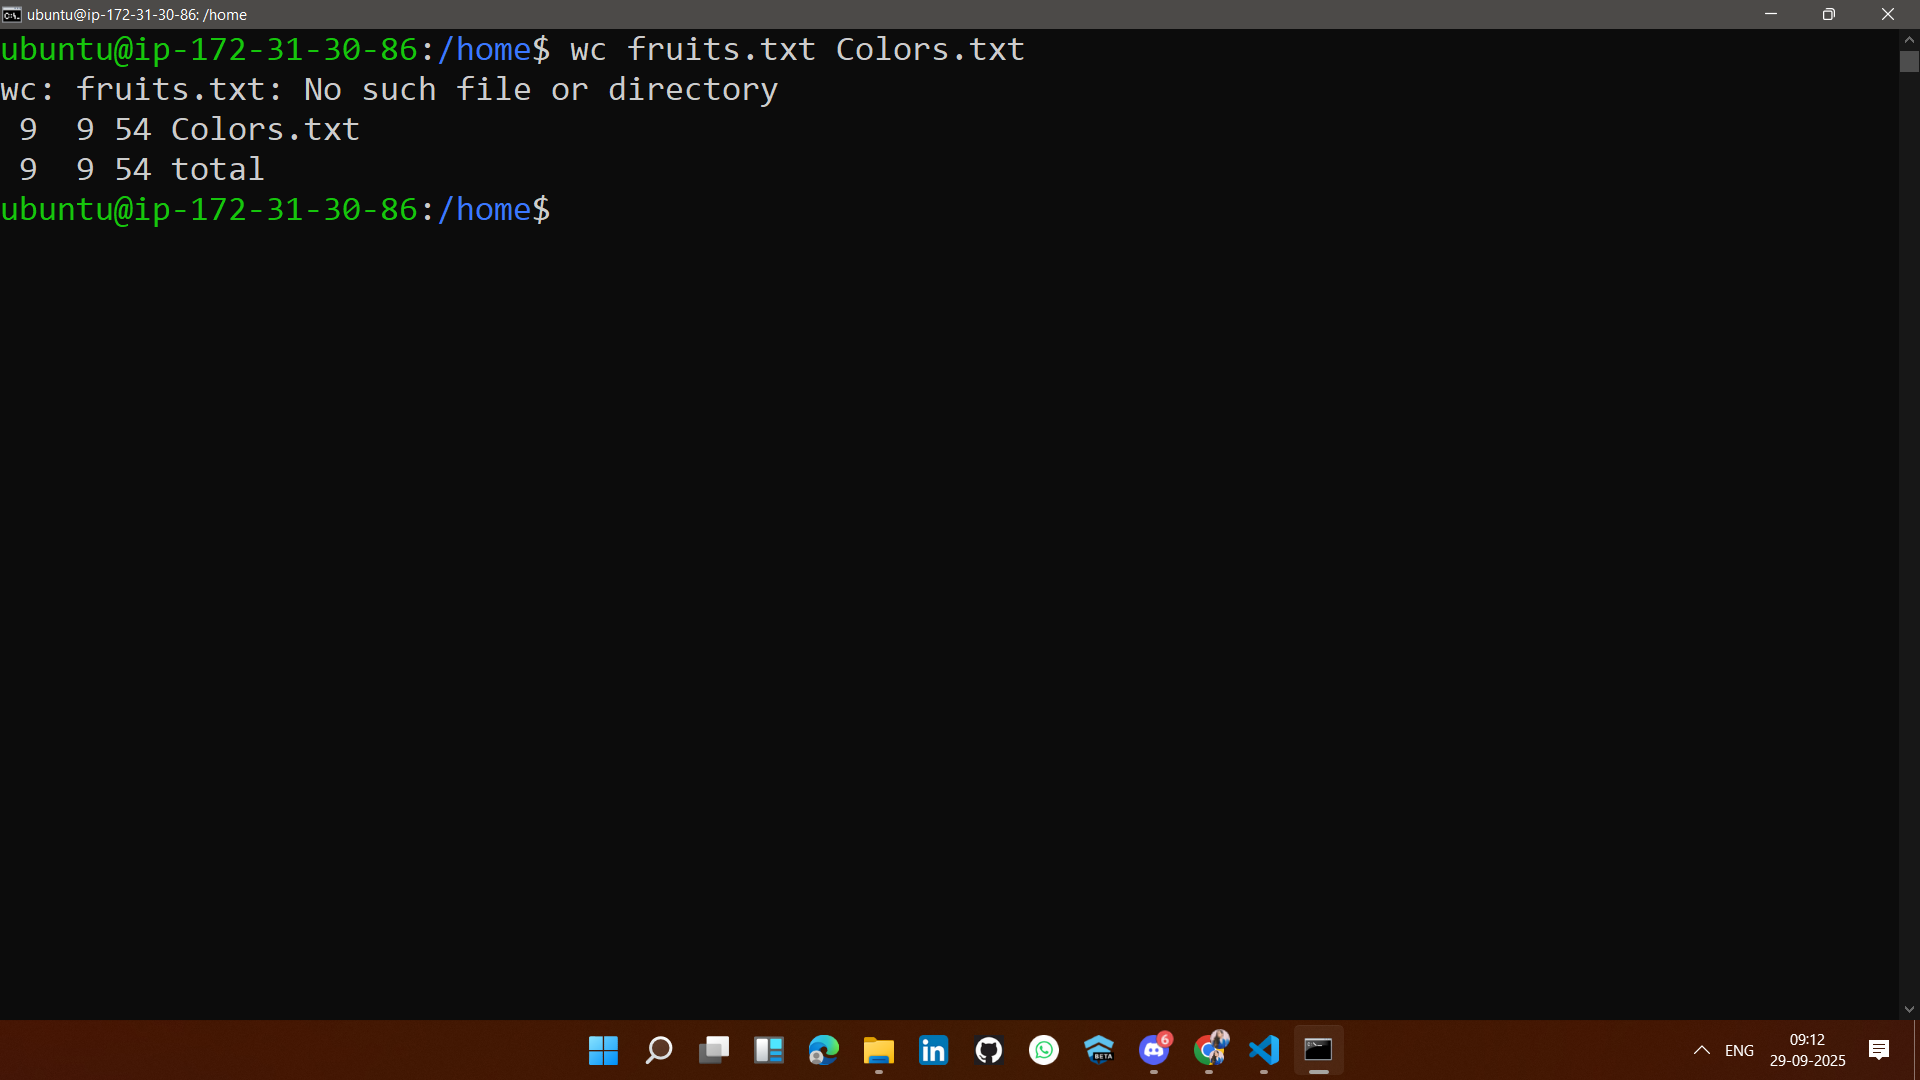 ubuntu@ip-172-31-30-86: /home
ubuntu@ip-172-31-30-86:/home$ wc fruits.txt Colors.txt
wc: fruits.txt: No such file or directory
 9  9 54 Colors.txt
 9  9 54 total
ubuntu@ip-172-31-30-86:/home$
in
BETA
6
ENG
09:12
29-09-2025